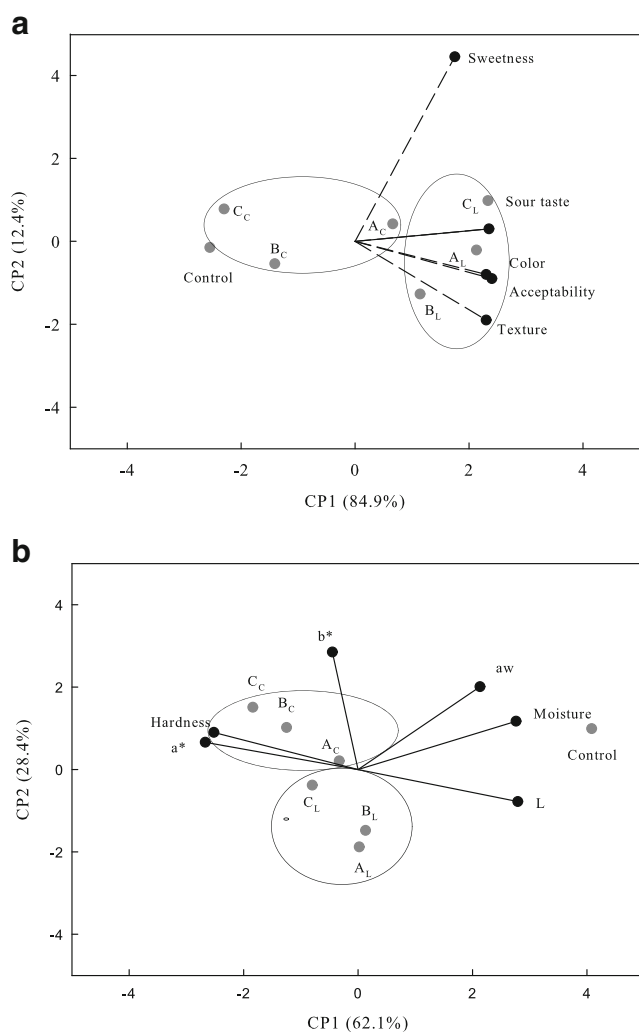 a
4
Sweetness
2
C_C
C_L
Sour taste
A_C
0
A_L
Control
B_C
Color
Acceptability
B_L
-2
Texture
-4
-4 -2 0 2 4
CP1 (84.9%)
CP2 (12.4%)
b
4
b*
aw
2
C_C
B_C
Moisture
Hardness
a*
A_C
Control
0
C_L
B_L
L
-2
A_L
-4
-4 -2 0 2 4
CP1 (62.1%)
CP2 (28.4%)